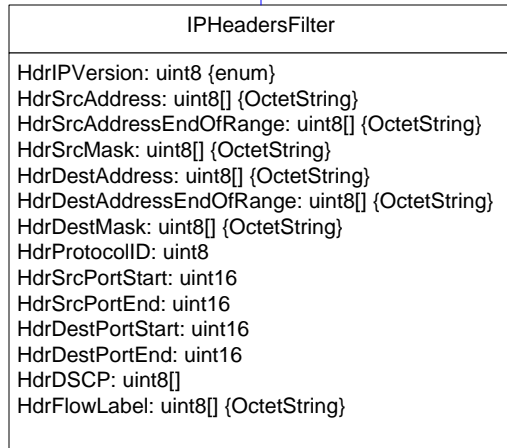 IPHeadersFilter
HdrIPVersion: uint8 {enum}
HdrSrcAddress: uint8[] {OctetString}
HdrSrcAddressEndOfRange: uint8[] {OctetString}
HdrSrcMask: uint8[] {OctetString}
HdrDestAddress: uint8[] {OctetString}
HdrDestAddressEndOfRange: uint8[] {OctetString}
HdrDestMask: uint8[] {OctetString}
HdrProtocolID: uint8
HdrSrcPortStart: uint16
HdrSrcPortEnd: uint16
HdrDestPortStart: uint16
HdrDestPortEnd: uint16
HdrDSCP: uint8[]
HdrFlowLabel: uint8[] {OctetString}